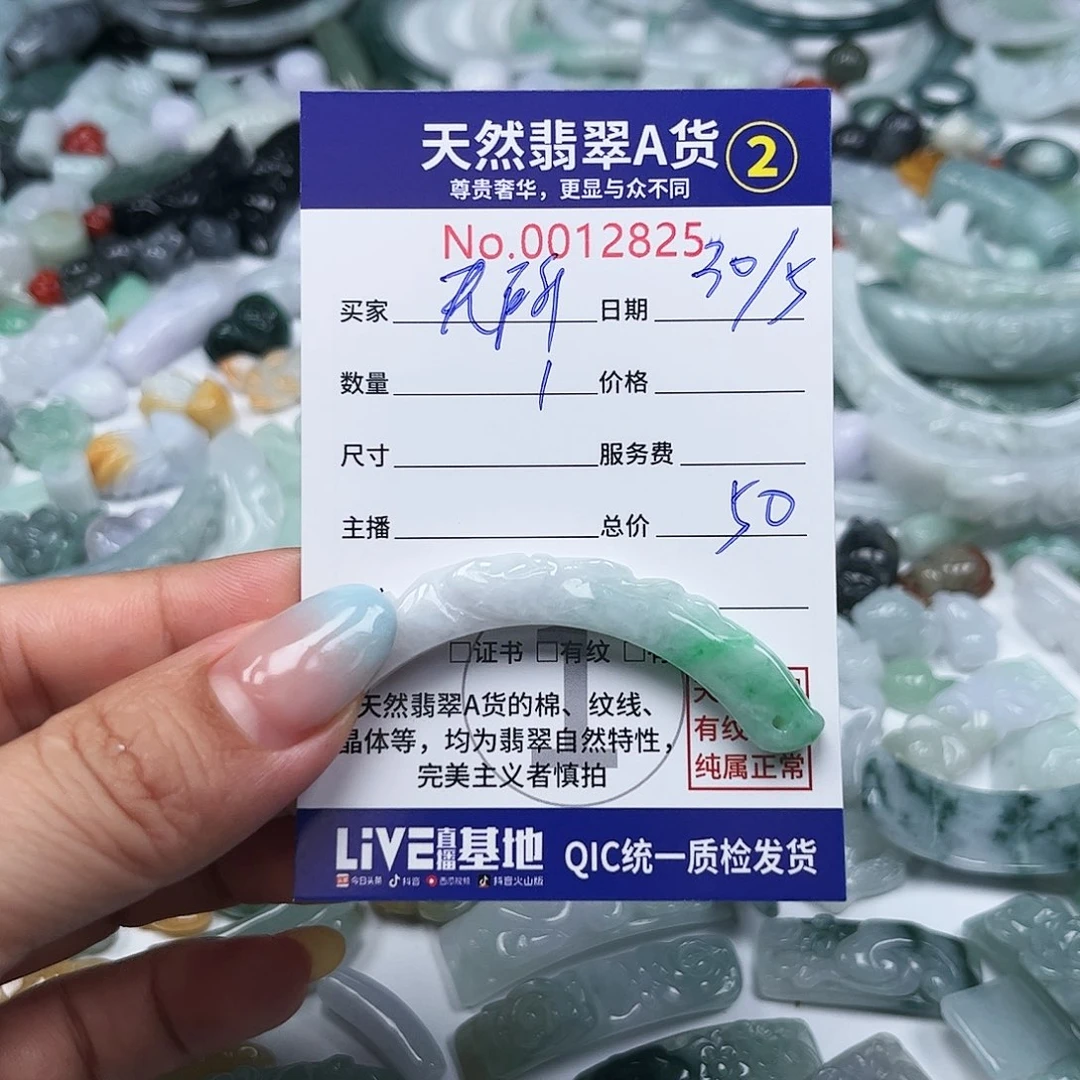 天然翡翠A货 2
尊贵奢华，更显与众不同
No.0012825
买家 日期 30/5
数量 1 价格
尺寸 服务费
主播 总价 50
□证书 □有纹 □
天然翡翠A货的棉、纹线、
晶体等，均为翡翠自然特性，
完美主义者慎拍
有纹
纯属正常
LiVE直播基地 QIC统一质检发货
今日头条 抖音 西瓜视频 抖音火山版